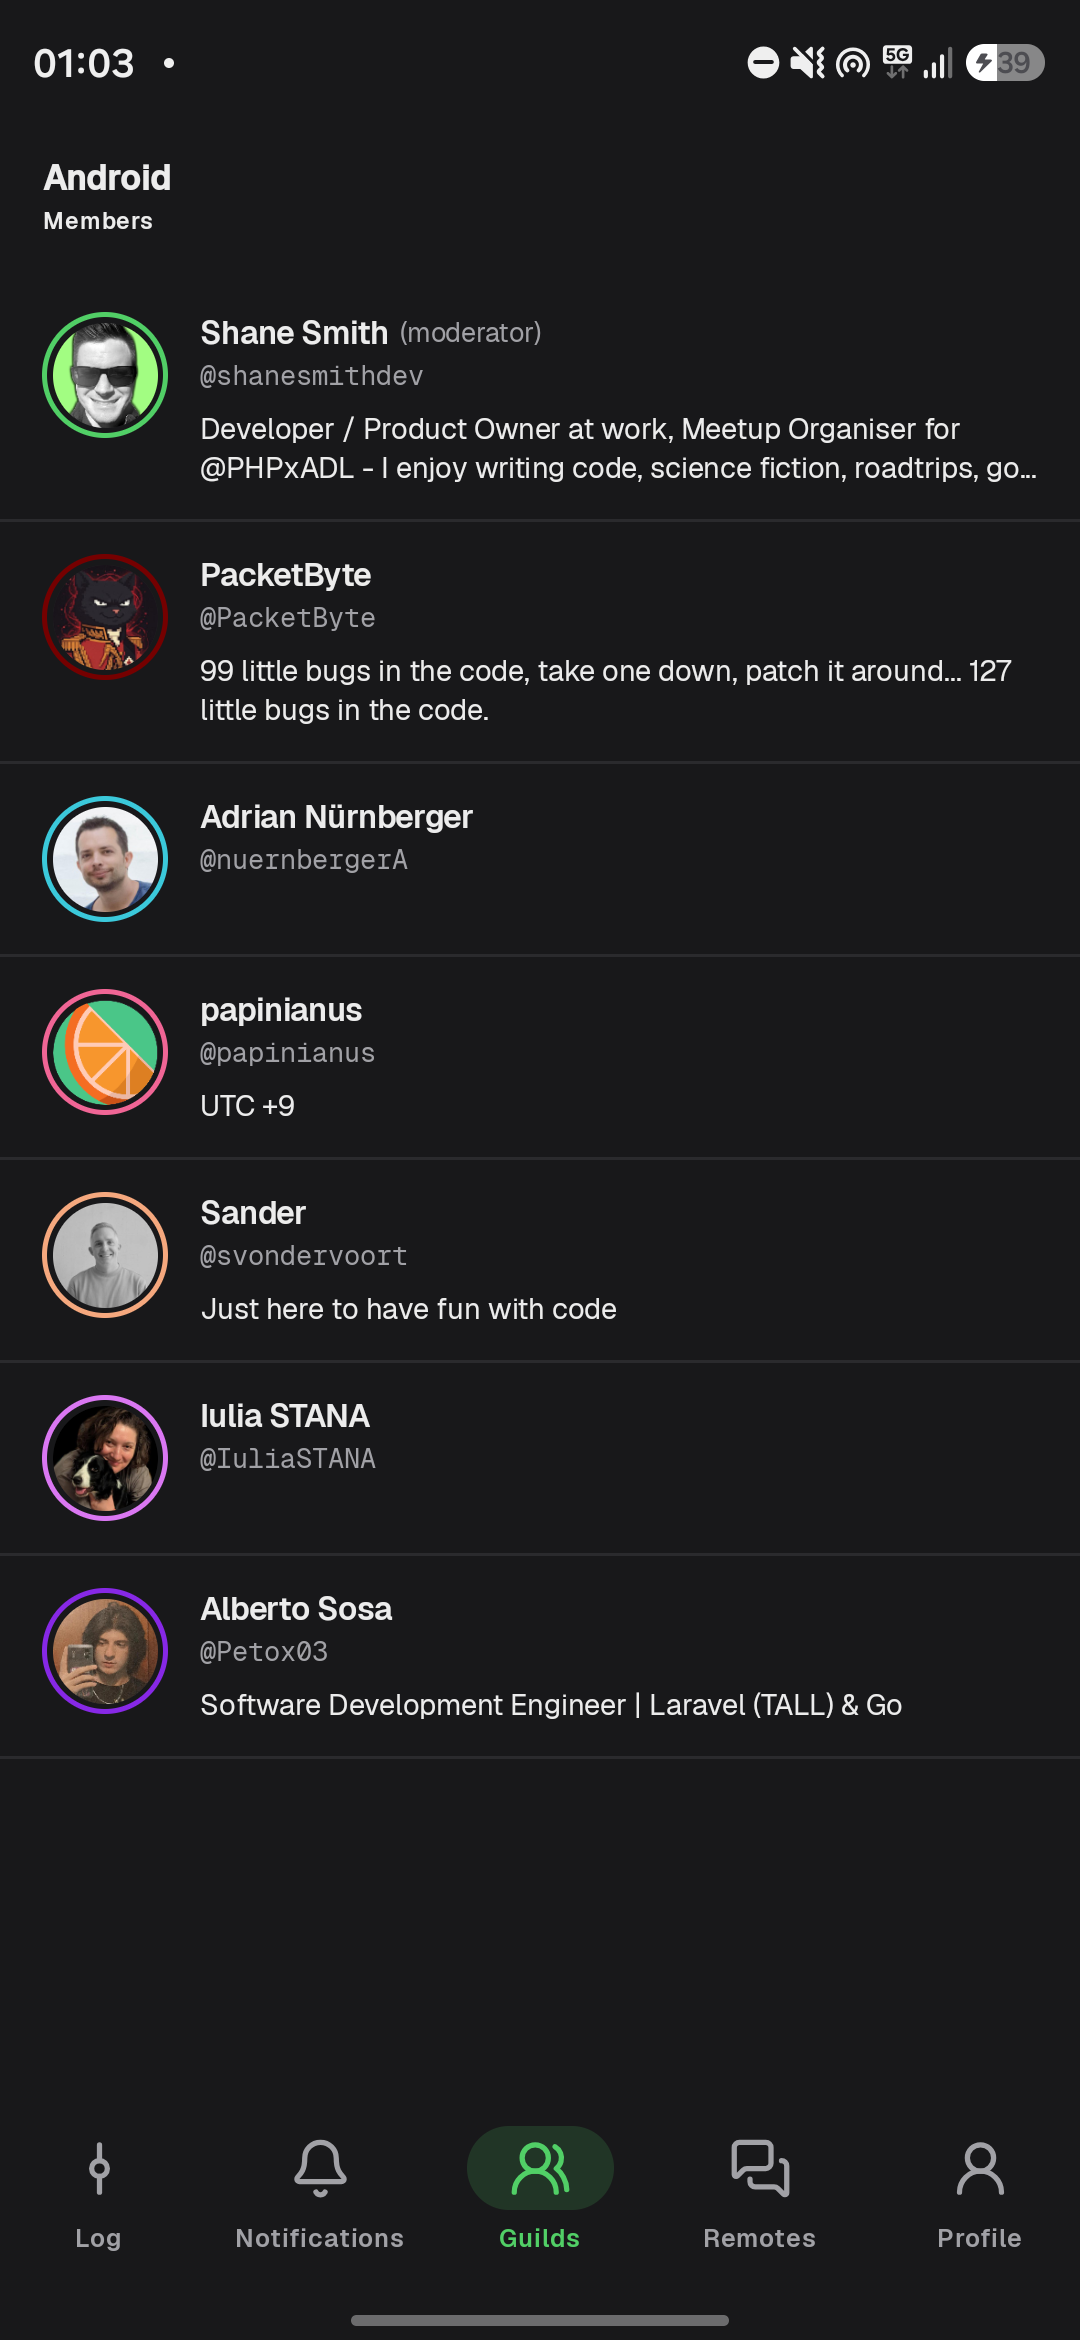 01:03
5G
39
Android
Members
Shane Smith (moderator)
@shanesmithdev
Developer / Product Owner at work, Meetup Organiser for
@PHPxADL - I enjoy writing code, science fiction, roadtrips, go...
PacketByte
@PacketByte
99 little bugs in the code, take one down, patch it around... 127
little bugs in the code.
Adrian Nürnberger
@nuernbergerA
papinianus
@papinianus
UTC +9
Sander
@svondervoort
Just here to have fun with code
Iulia STANA
@IuliaSTANA
Alberto Sosa
@Petox03
Software Development Engineer | Laravel (TALL) & Go
Log
Notifications
Guilds
Remotes
Profile